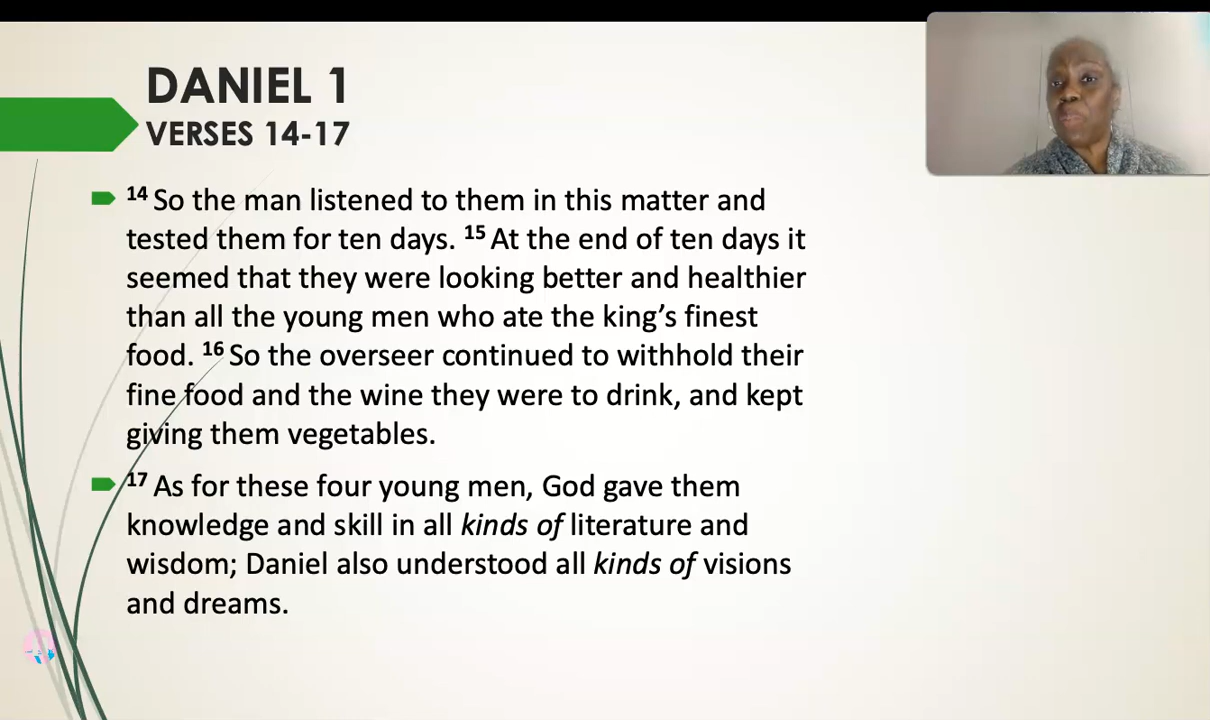 DANIEL 1
VERSES 14-17
14 So the man listened to them in this matter and
tested them for ten days. 15 At the end of ten days it
seemed that they were looking better and healthier
than all the young men who ate the king’s finest
food. 16 So the overseer continued to withhold their
fine food and the wine they were to drink, and kept
giving them vegetables.
17 As for these four young men, God gave them
knowledge and skill in all kinds of literature and
wisdom; Daniel also understood all kinds of visions
and dreams.